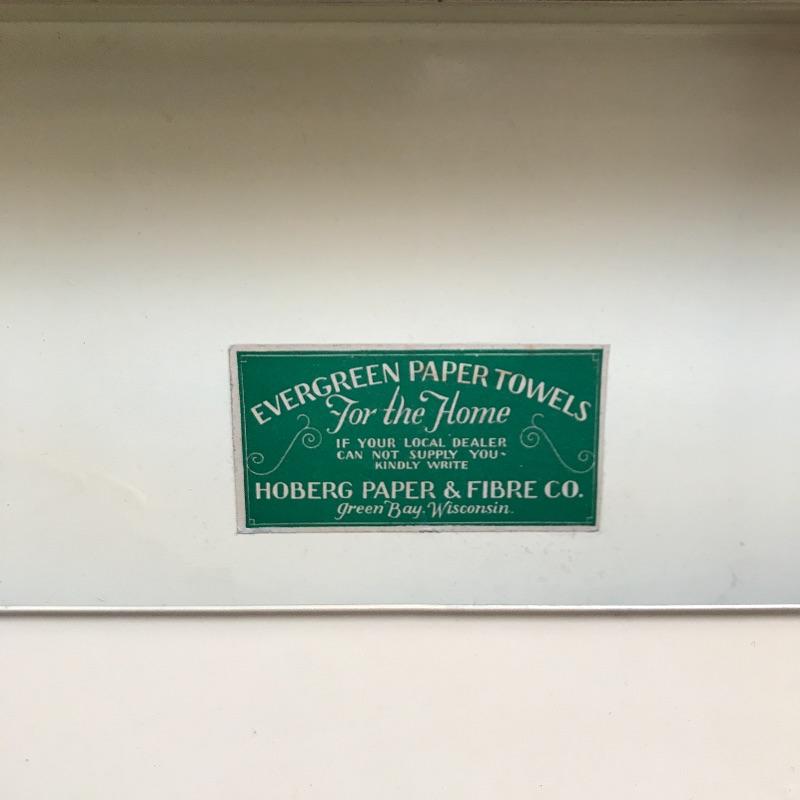 EVERGREEN PAPER TOWELS
For the Home
IF YOUR LOCAL DEALER
CAN NOT SUPPLY YOU-
KINDLY WRITE
HOBERG PAPER & FIBRE CO.
Green Bay, Wisconsin.